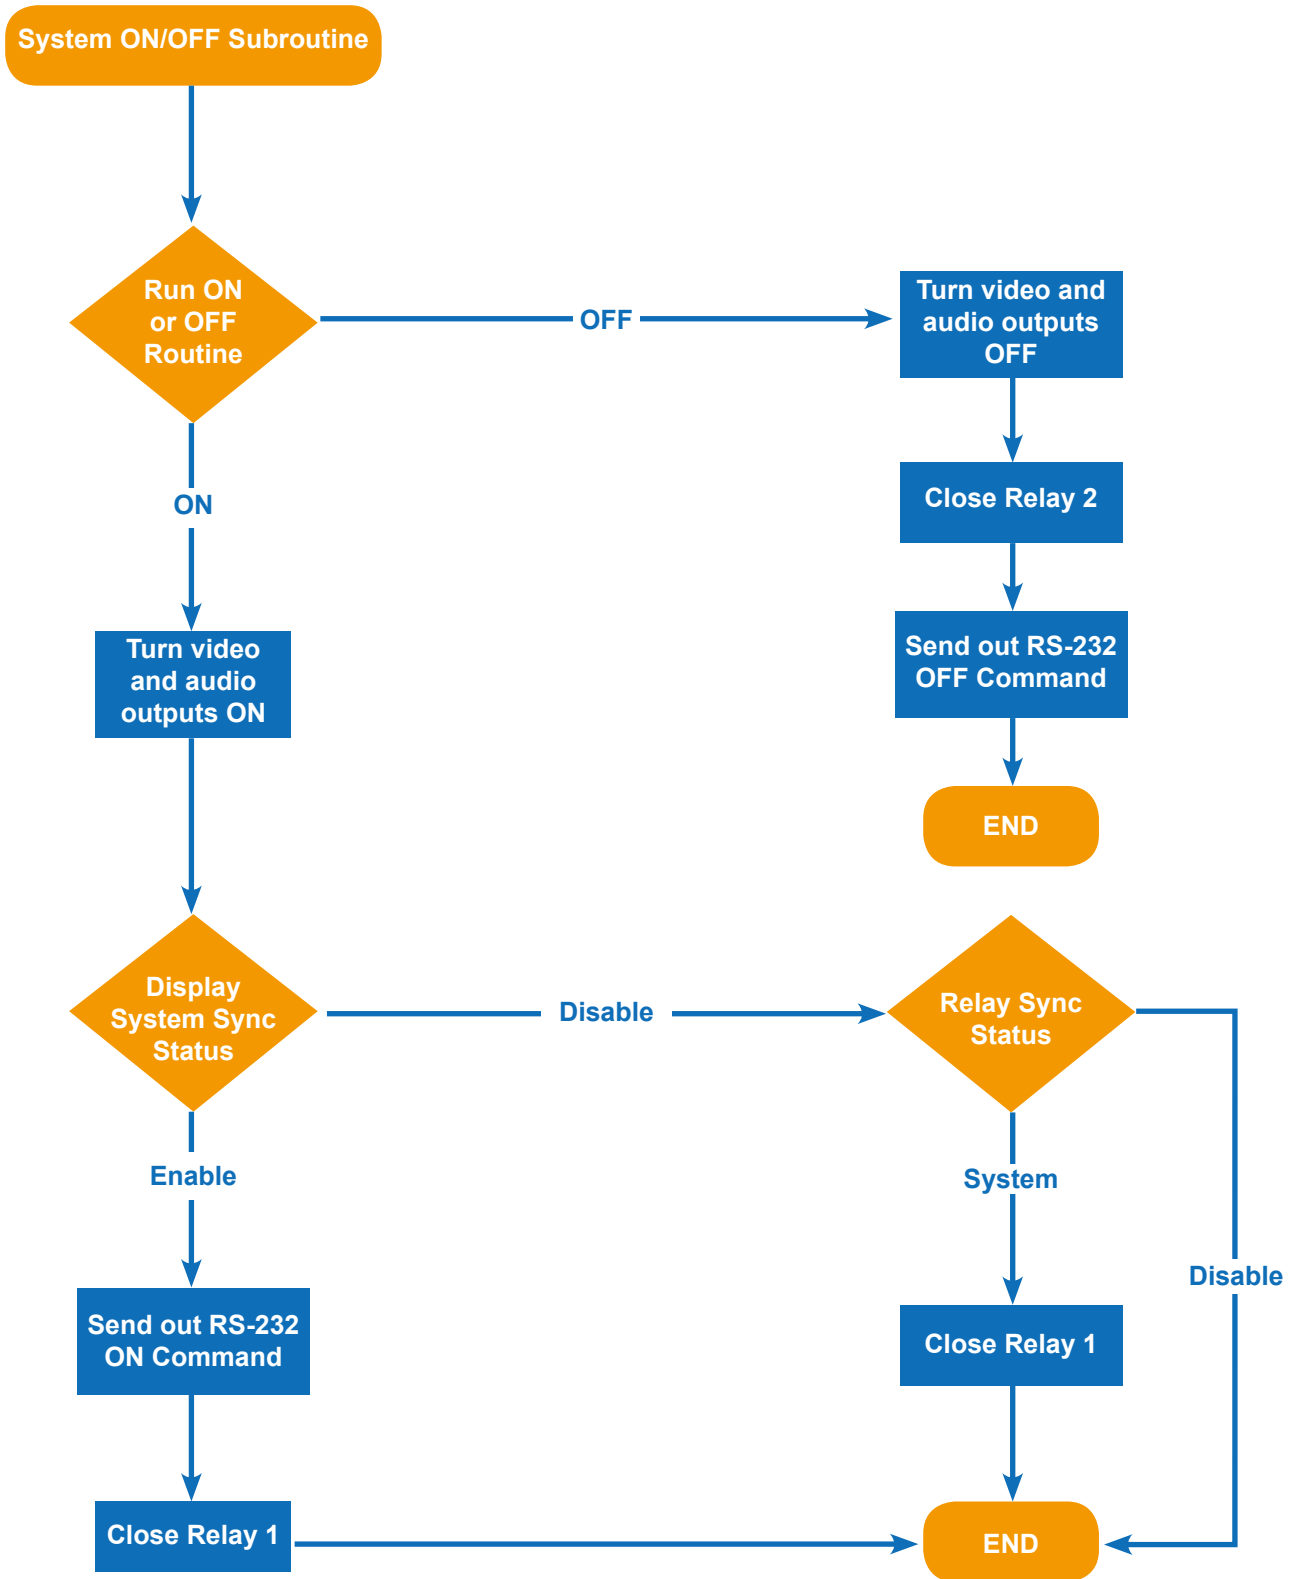 System ON/OFF Subroutine
Run ON
or OFF
Routine
OFF
Turn video and
audio outputs
OFF
Close Relay 2
Send out RS-232
OFF Command
END
ON
Turn video
and audio
outputs ON
Display
System Sync
Status
Disable
Relay Sync
Status
Enable
System
Disable
Send out RS-232
ON Command
Close Relay 1
Close Relay 1
END